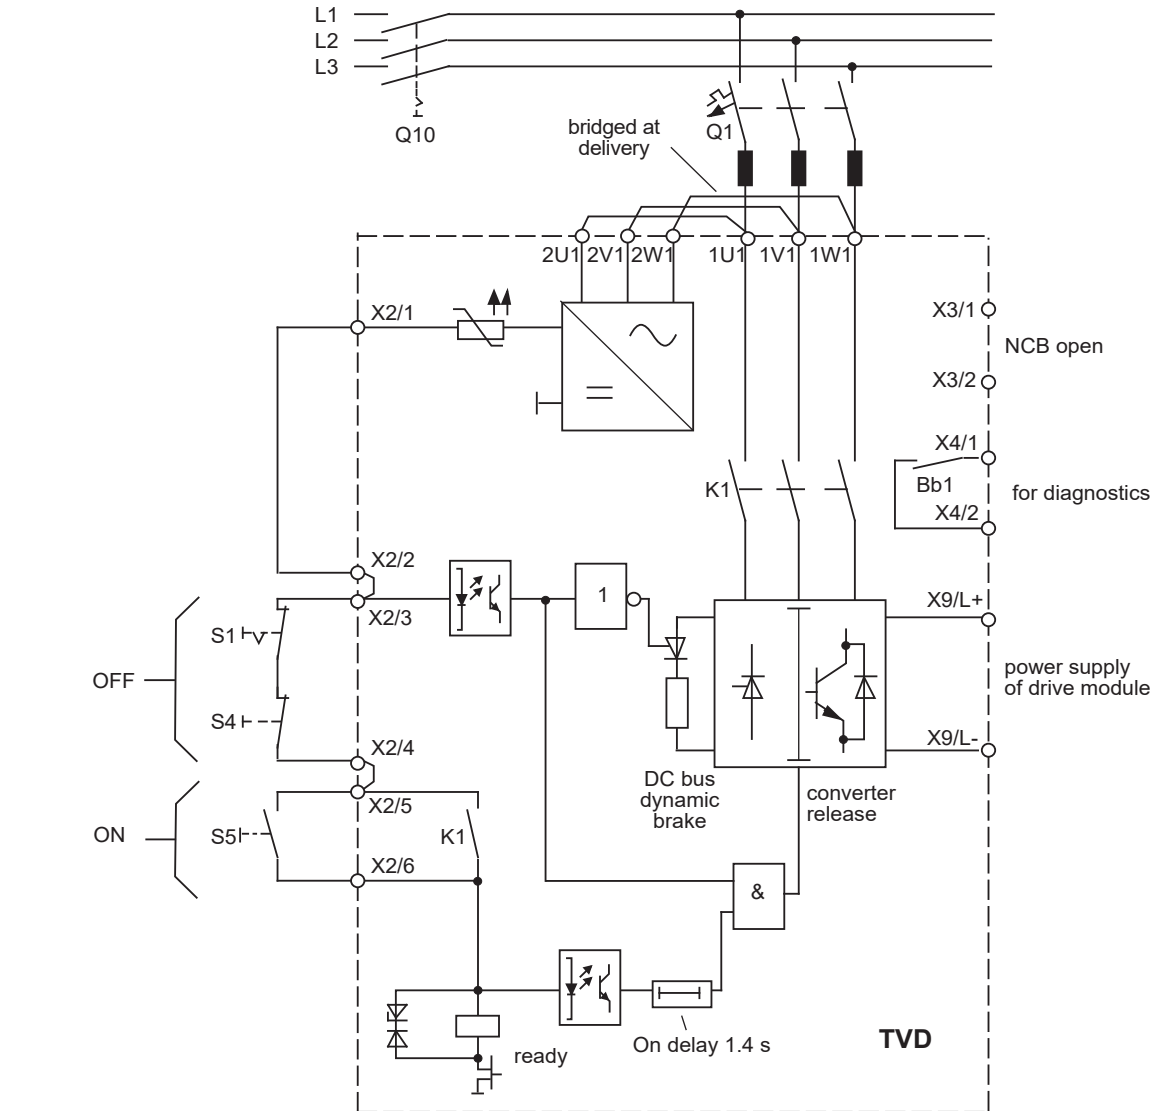 L1
L2
L3
Q10
Q1
bridged at
delivery
2U1 2V1 2W1 1U1 1V1 1W1
X2/1
X3/1
NCB open
X3/2
X4/1
K1
Bb1
for diagnostics
X4/2
X2/2
1
X9/L+
X2/3
S1
OFF
power supply
of drive module
S4
X2/4
X9/L-
DC bus
dynamic
brake
converter
release
X2/5
ON
S5
K1
X2/6
&
On delay 1.4 s
ready
TVD